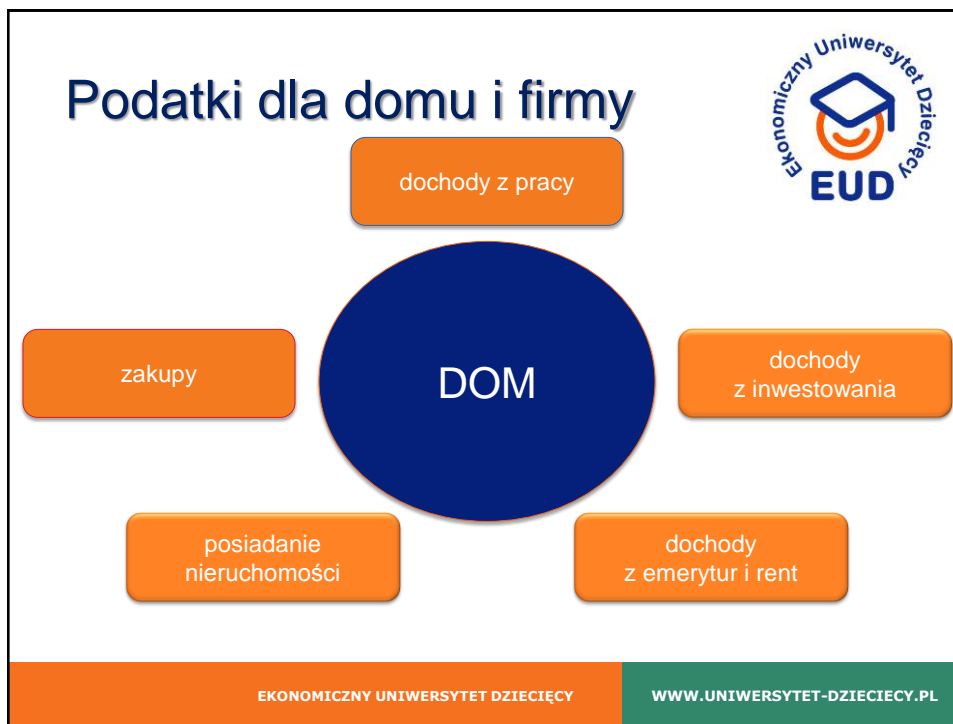 Podatki dla domu i firmy
Ekonomiczny Uniwersytet Dziecięcy
EUD
dochody z pracy
zakupy
DOM
dochody
z inwestowania
posiadanie
nieruchomości
dochody
z emerytur i rent
EKONOMICZNY UNIWERSYTET DZIECIĘCY
WWW.UNIWERSYTET-DZIECIECY.PL